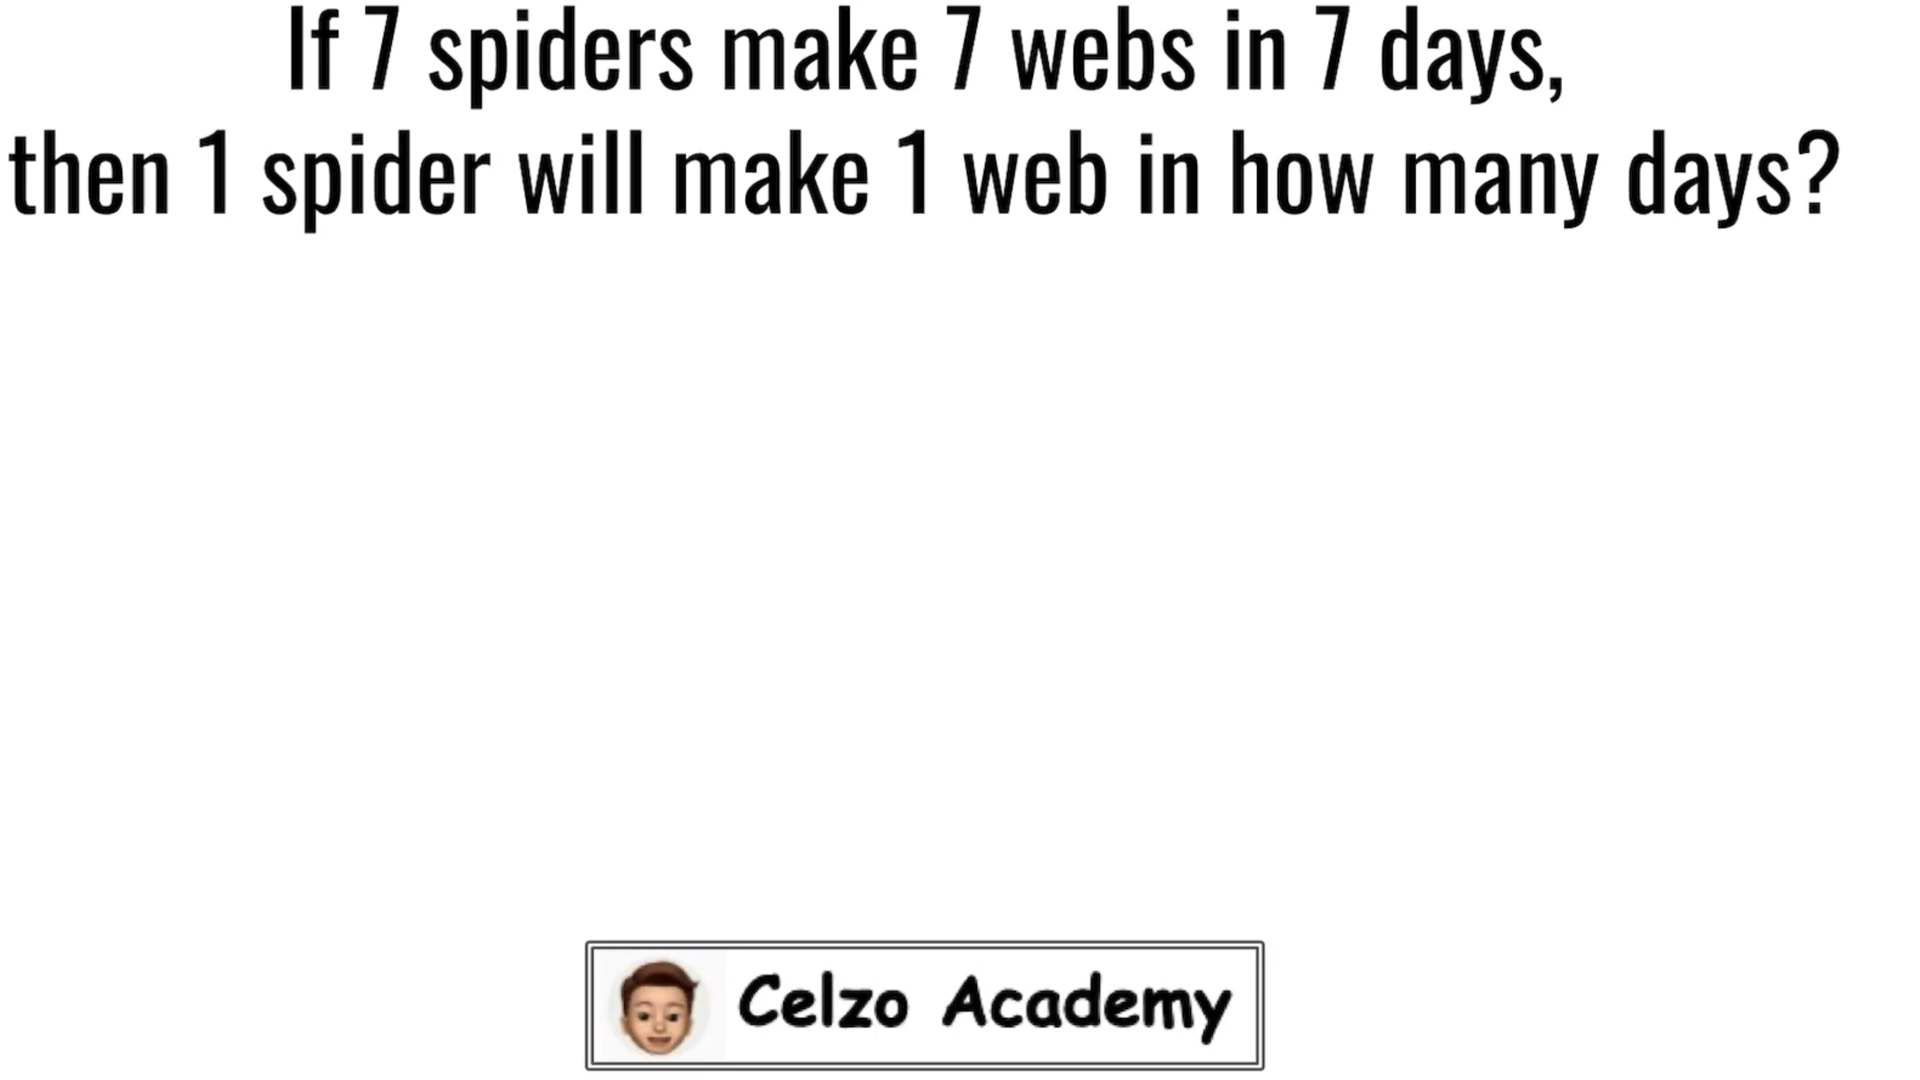 If 7 spiders make 7 webs in 7 days,
then 1 spider will make 1 web in how many days?
Celzo Academy